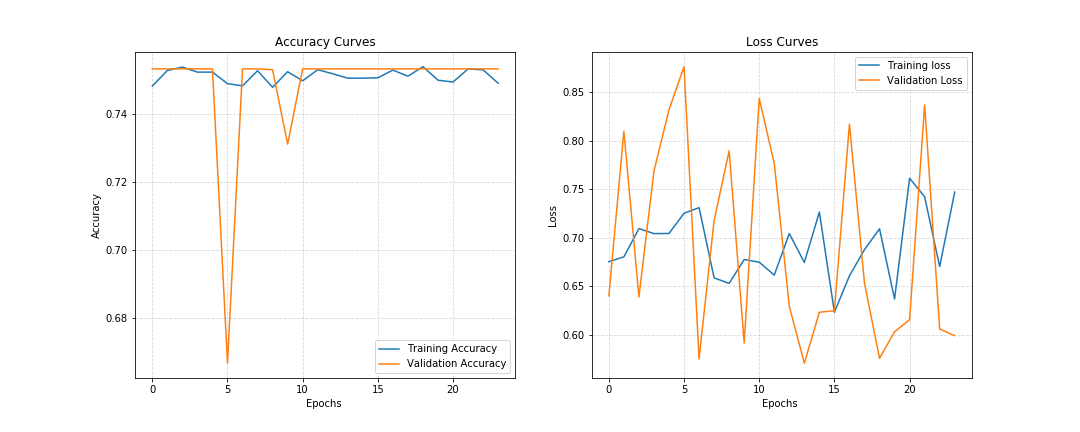 Accuracy Curves
0.74
0.72
0.70
0.68
Accuracy
0
5
10
15
20
Epochs
Training Accuracy
Validation Accuracy
Loss Curves
0.85
0.80
0.75
0.70
0.65
0.60
Loss
0
5
10
15
20
Epochs
Training loss
Validation Loss